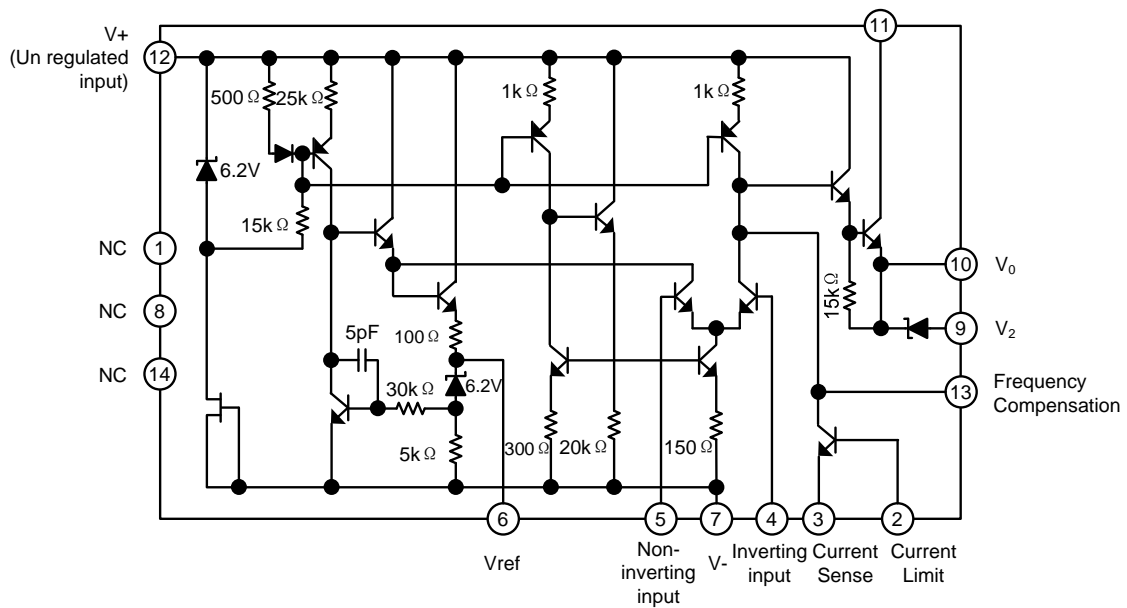 V+
(Un regulated
input)
12
11
500 Ω
25k Ω
1k Ω
1k Ω
6.2V
15k Ω
NC
1
10
V0
NC
8
15k Ω
9
V2
5pF
100 Ω
NC
14
30k Ω
6.2V
13
Frequency
Compensation
5k Ω
300 Ω
20k Ω
150 Ω
6
5
7
4
3
2
Vref
Non-
inverting
input
V-
Inverting
input
Current
Sense
Current
Limit